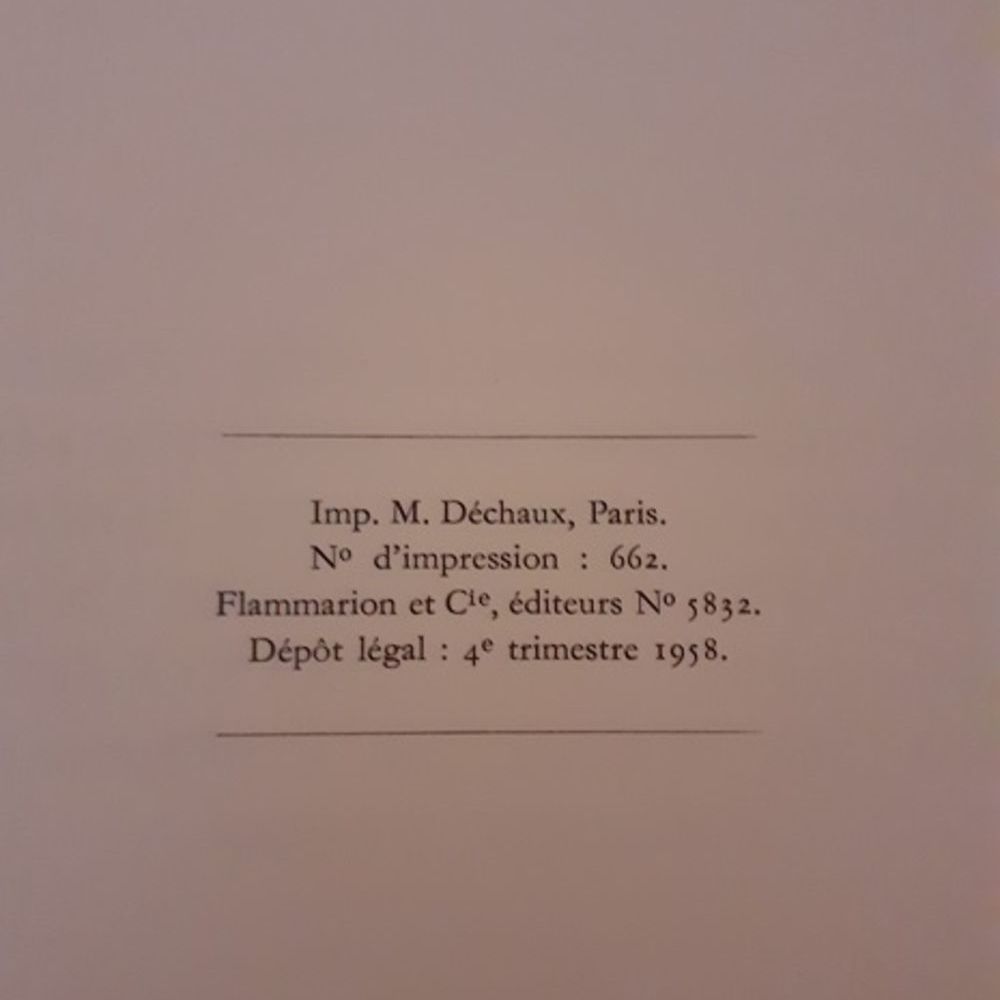 Imp. M. Déchaux, Paris.
Nº d'impression : 662.
Flammarion et Cⁱᵉ, éditeurs Nº 5832.
Dépôt légal : 4ᵉ trimestre 1958.